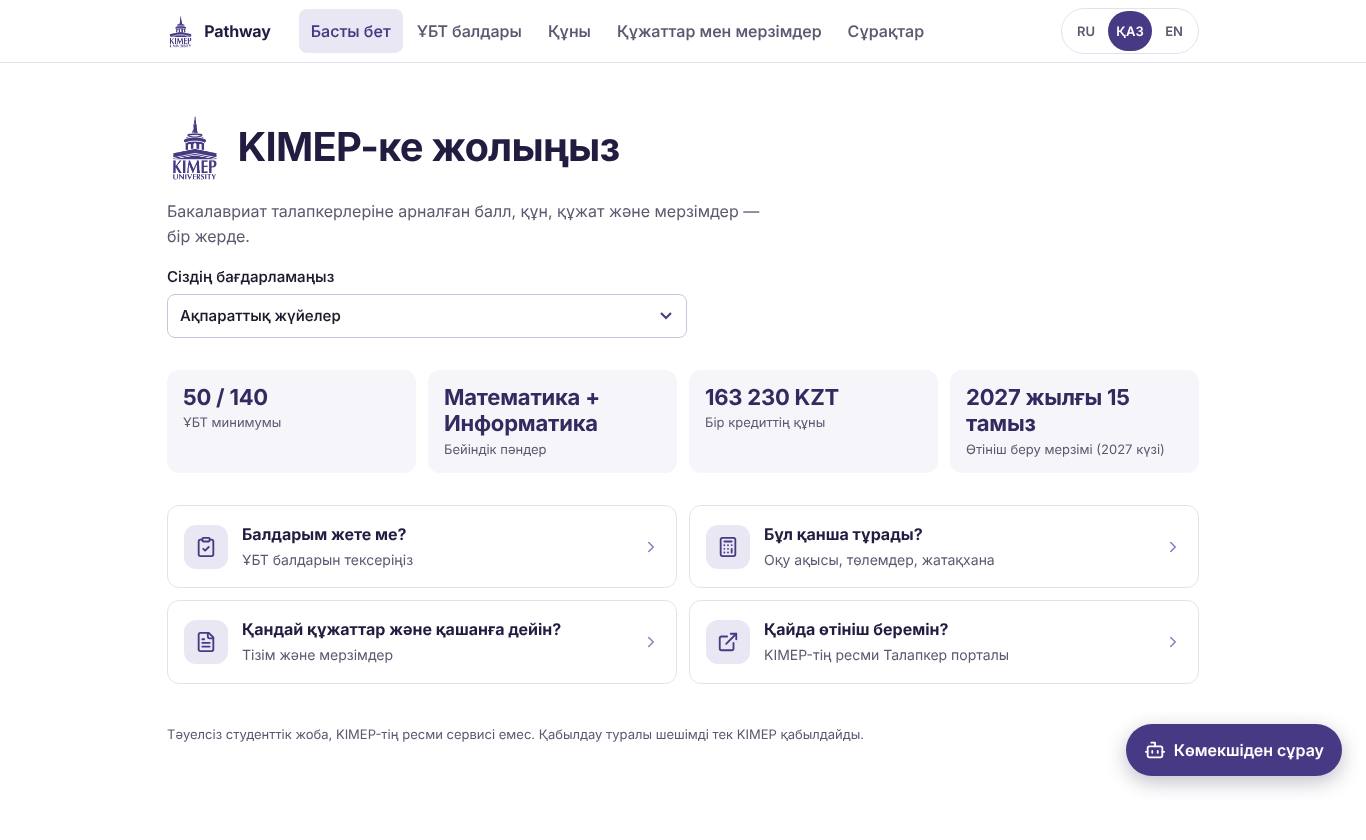 KIMEP
UNIVERSITY
Pathway
Басты бет
ҰБТ балдары
Құны
Құжаттар мен мерзімдер
Сұрақтар
RU
ҚАЗ
EN
KIMEP
UNIVERSITY
KIMEP-ке жолыңыз
Бакалавриат талапкерлеріне арналған балл, құн, құжат және мерзімдер —
бір жерде.
Сіздің бағдарламаңыз
Ақпараттық жүйелер
50 / 140
ҰБТ минимумы
Математика +
Информатика
Бейіндік пәндер
163 230 KZT
Бір кредиттің құны
2027 жылғы 15
тамыз
Өтініш беру мерзімі (2027 күзі)
Балдарым жете ме?
ҰБТ балдарын тексеріңіз
Бұл қанша тұрады?
Оқу ақысы, төлемдер, жатақхана
Қандай құжаттар және қашанға дейін?
Тізім және мерзімдер
Қайда өтініш беремін?
KIMEP-тің ресми Талапкер порталы
Тәуелсіз студенттік жоба, KIMEP-тің ресми сервисі емес. Қабылдау туралы шешімді тек KIMEP қабылдайды.
Көмекшіден сұрау